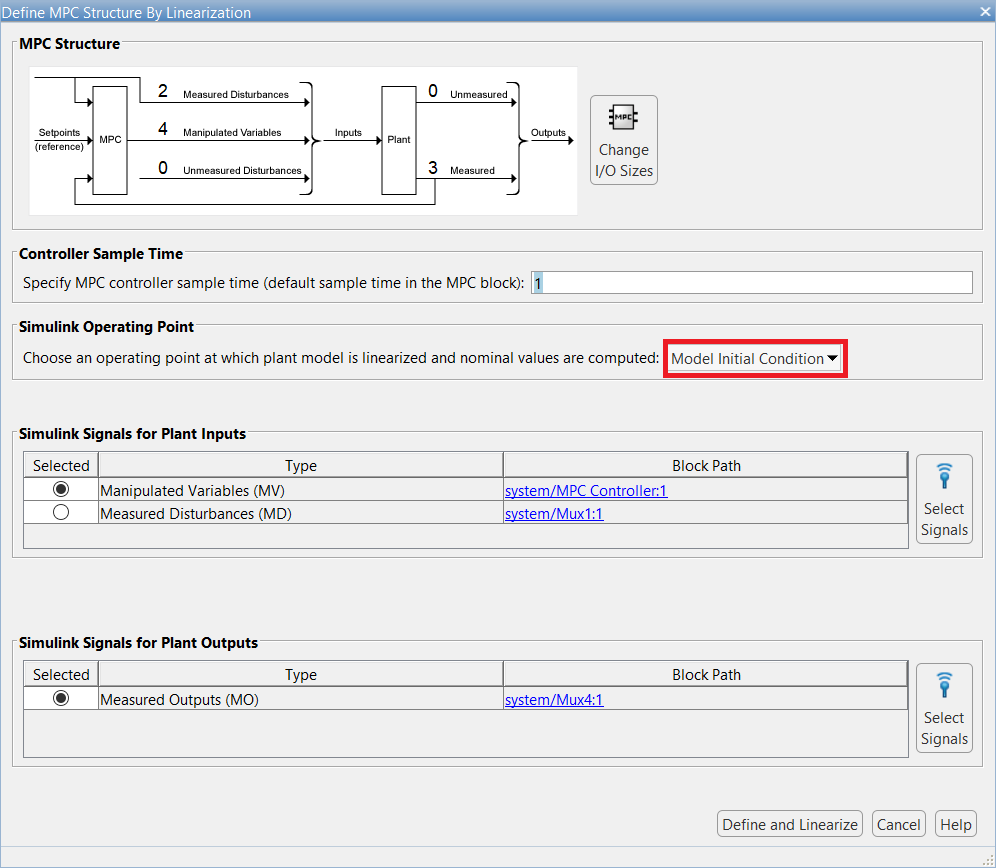 Define MPC Structure By Linearization
MPC Structure
2 Measured Disturbances
0 Unmeasured
Setpoints
(reference)
MPC
4 Manipulated Variables
Inputs
Plant
Outputs
0 Unmeasured Disturbances
3 Measured
MPC
Change
I/O Sizes
Controller Sample Time
Specify MPC controller sample time (default sample time in the MPC block): 1
Simulink Operating Point
Choose an operating point at which plant model is linearized and nominal values are computed: Model Initial Condition
Simulink Signals for Plant Inputs
Selected Type Block Path
Manipulated Variables (MV) system/MPC Controller:1
Measured Disturbances (MD) system/Mux1:1
Select
Signals
Simulink Signals for Plant Outputs
Selected Type Block Path
Measured Outputs (MO) system/Mux4:1
Select
Signals
Define and Linearize Cancel Help